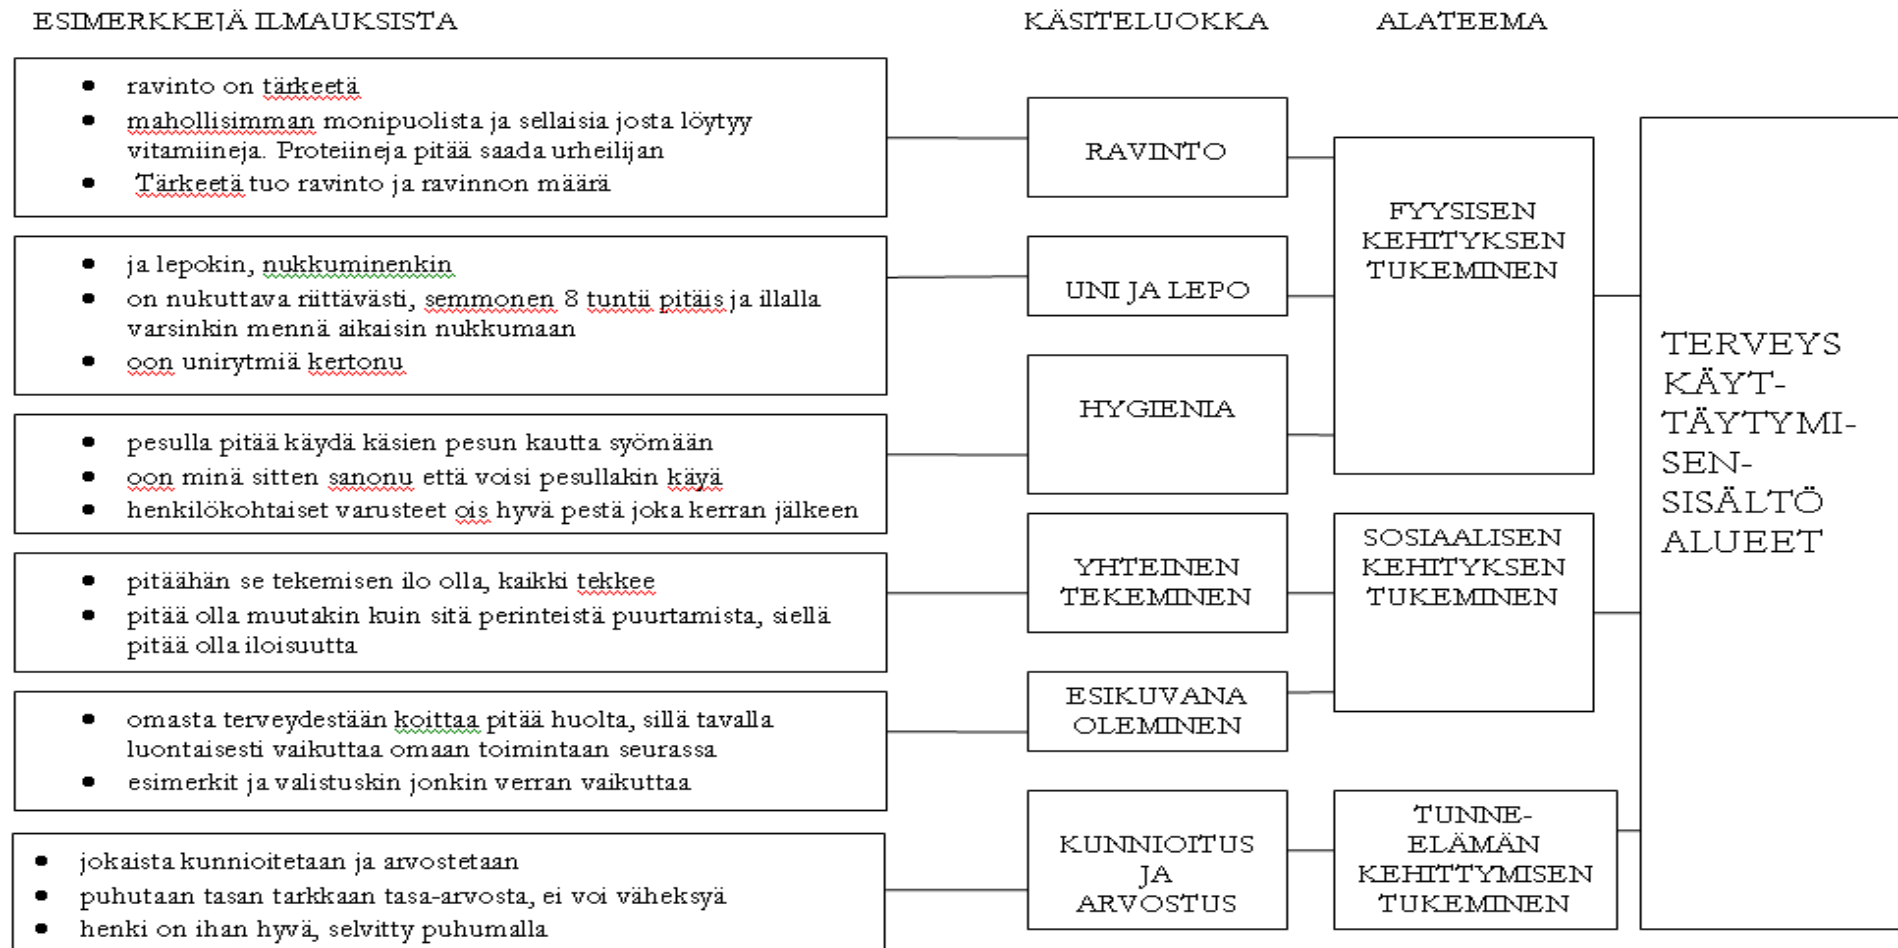 ESIMERKKEJÄ ILMAUKSISTA
KÄSITELUOKKA
ALATEEMA
ravinto on tärkeetä
mahollisimman monipuolista ja sellaisia josta löytyy
vitamiineja. Proteiineja pitää saada urheilijan
Tärkeetä tuo ravinto ja ravinnon määrä
RAVINTO
FYYSISEN
KEHITYKSEN
TUKEMINEN
ja lepokin, nukkuminenkin
on nukuttava riittävästi, semmonen 8 tuntii pitäis ja illalla
varsinkin mennä aikaisin nukkumaan
oon unirytmiä kertonu
UNI JA LEPO
pesulla pitää käydä käsien pesun kautta syömään
oon minä sitten sanonu että voisi pesullakin käyä
henkilökohtaiset varusteet ois hyvä pestä joka kerran jälkeen
HYGIENIA
pitäähän se tekemisen ilo olla, kaikki tekkee
pitää olla muutakin kuin sitä perinteistä puurtamista, siellä
pitää olla iloisuutta
YHTEINEN
TEKEMINEN
SOSIAALISEN
KEHITYKSEN
TUKEMINEN
omasta terveydestään koittaa pitää huolta, sillä tavalla
luontaisesti vaikuttaa omaan toimintaan seurassa
esimerkit ja valistuskin jonkin verran vaikuttaa
ESIKUVANA
OLEMINEN
jokaista kunnioitetaan ja arvostetaan
puhutaan tasan tarkkaan tasa-arvosta, ei voi väheksyä
henki on ihan hyvä, selvitty puhumalla
KUNNIOITUS
JA
ARVOSTUS
TUNNE-
ELÄMÄN
KEHITTYMISEN
TUKEMINEN
TERVEYS
KÄYT-
TÄYTYMI-
SEN-
SISÄLTÖ
ALUEET